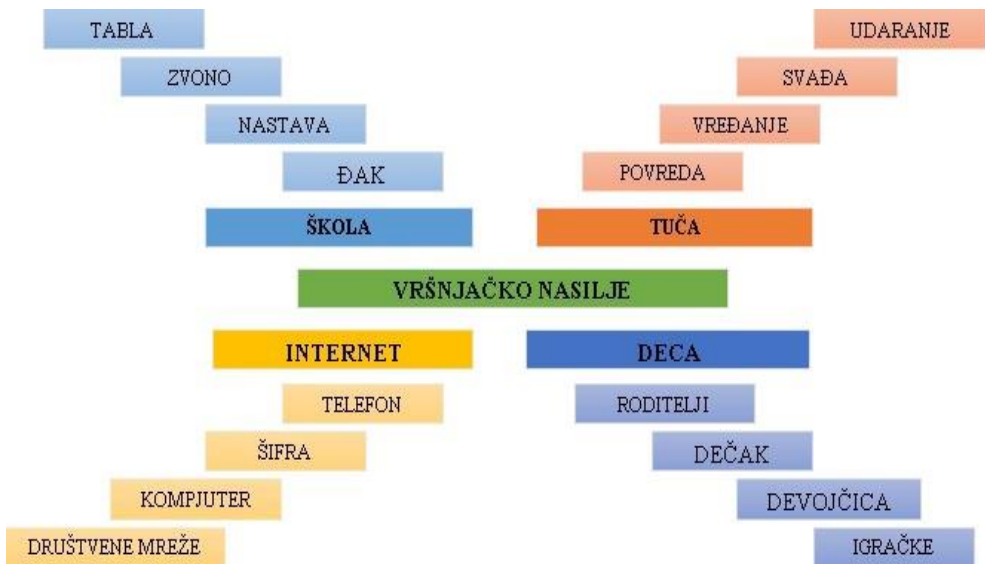 TABLA
ZVONO
NASTAVA
ĐAK
ŠKOLA
UDARANJE
SVAĐA
VREĐANJE
POVREDA
TUČA
VRŠNJAČKO NASILJE
INTERNET
TELEFON
ŠIFRA
KOMPJUTER
DRUŠTVENE MREŽE
DECA
RODITELJI
DEČAK
DEVOJČICA
IGRAČKE